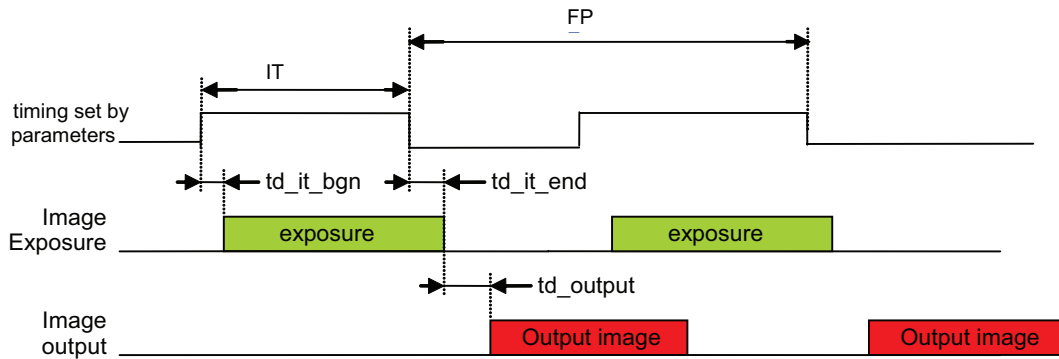 FP
IT
timing set by
parameters
td_it_bgn
td_it_end
Image
Exposure
exposure
exposure
td_output
Image
output
Output image
Output image